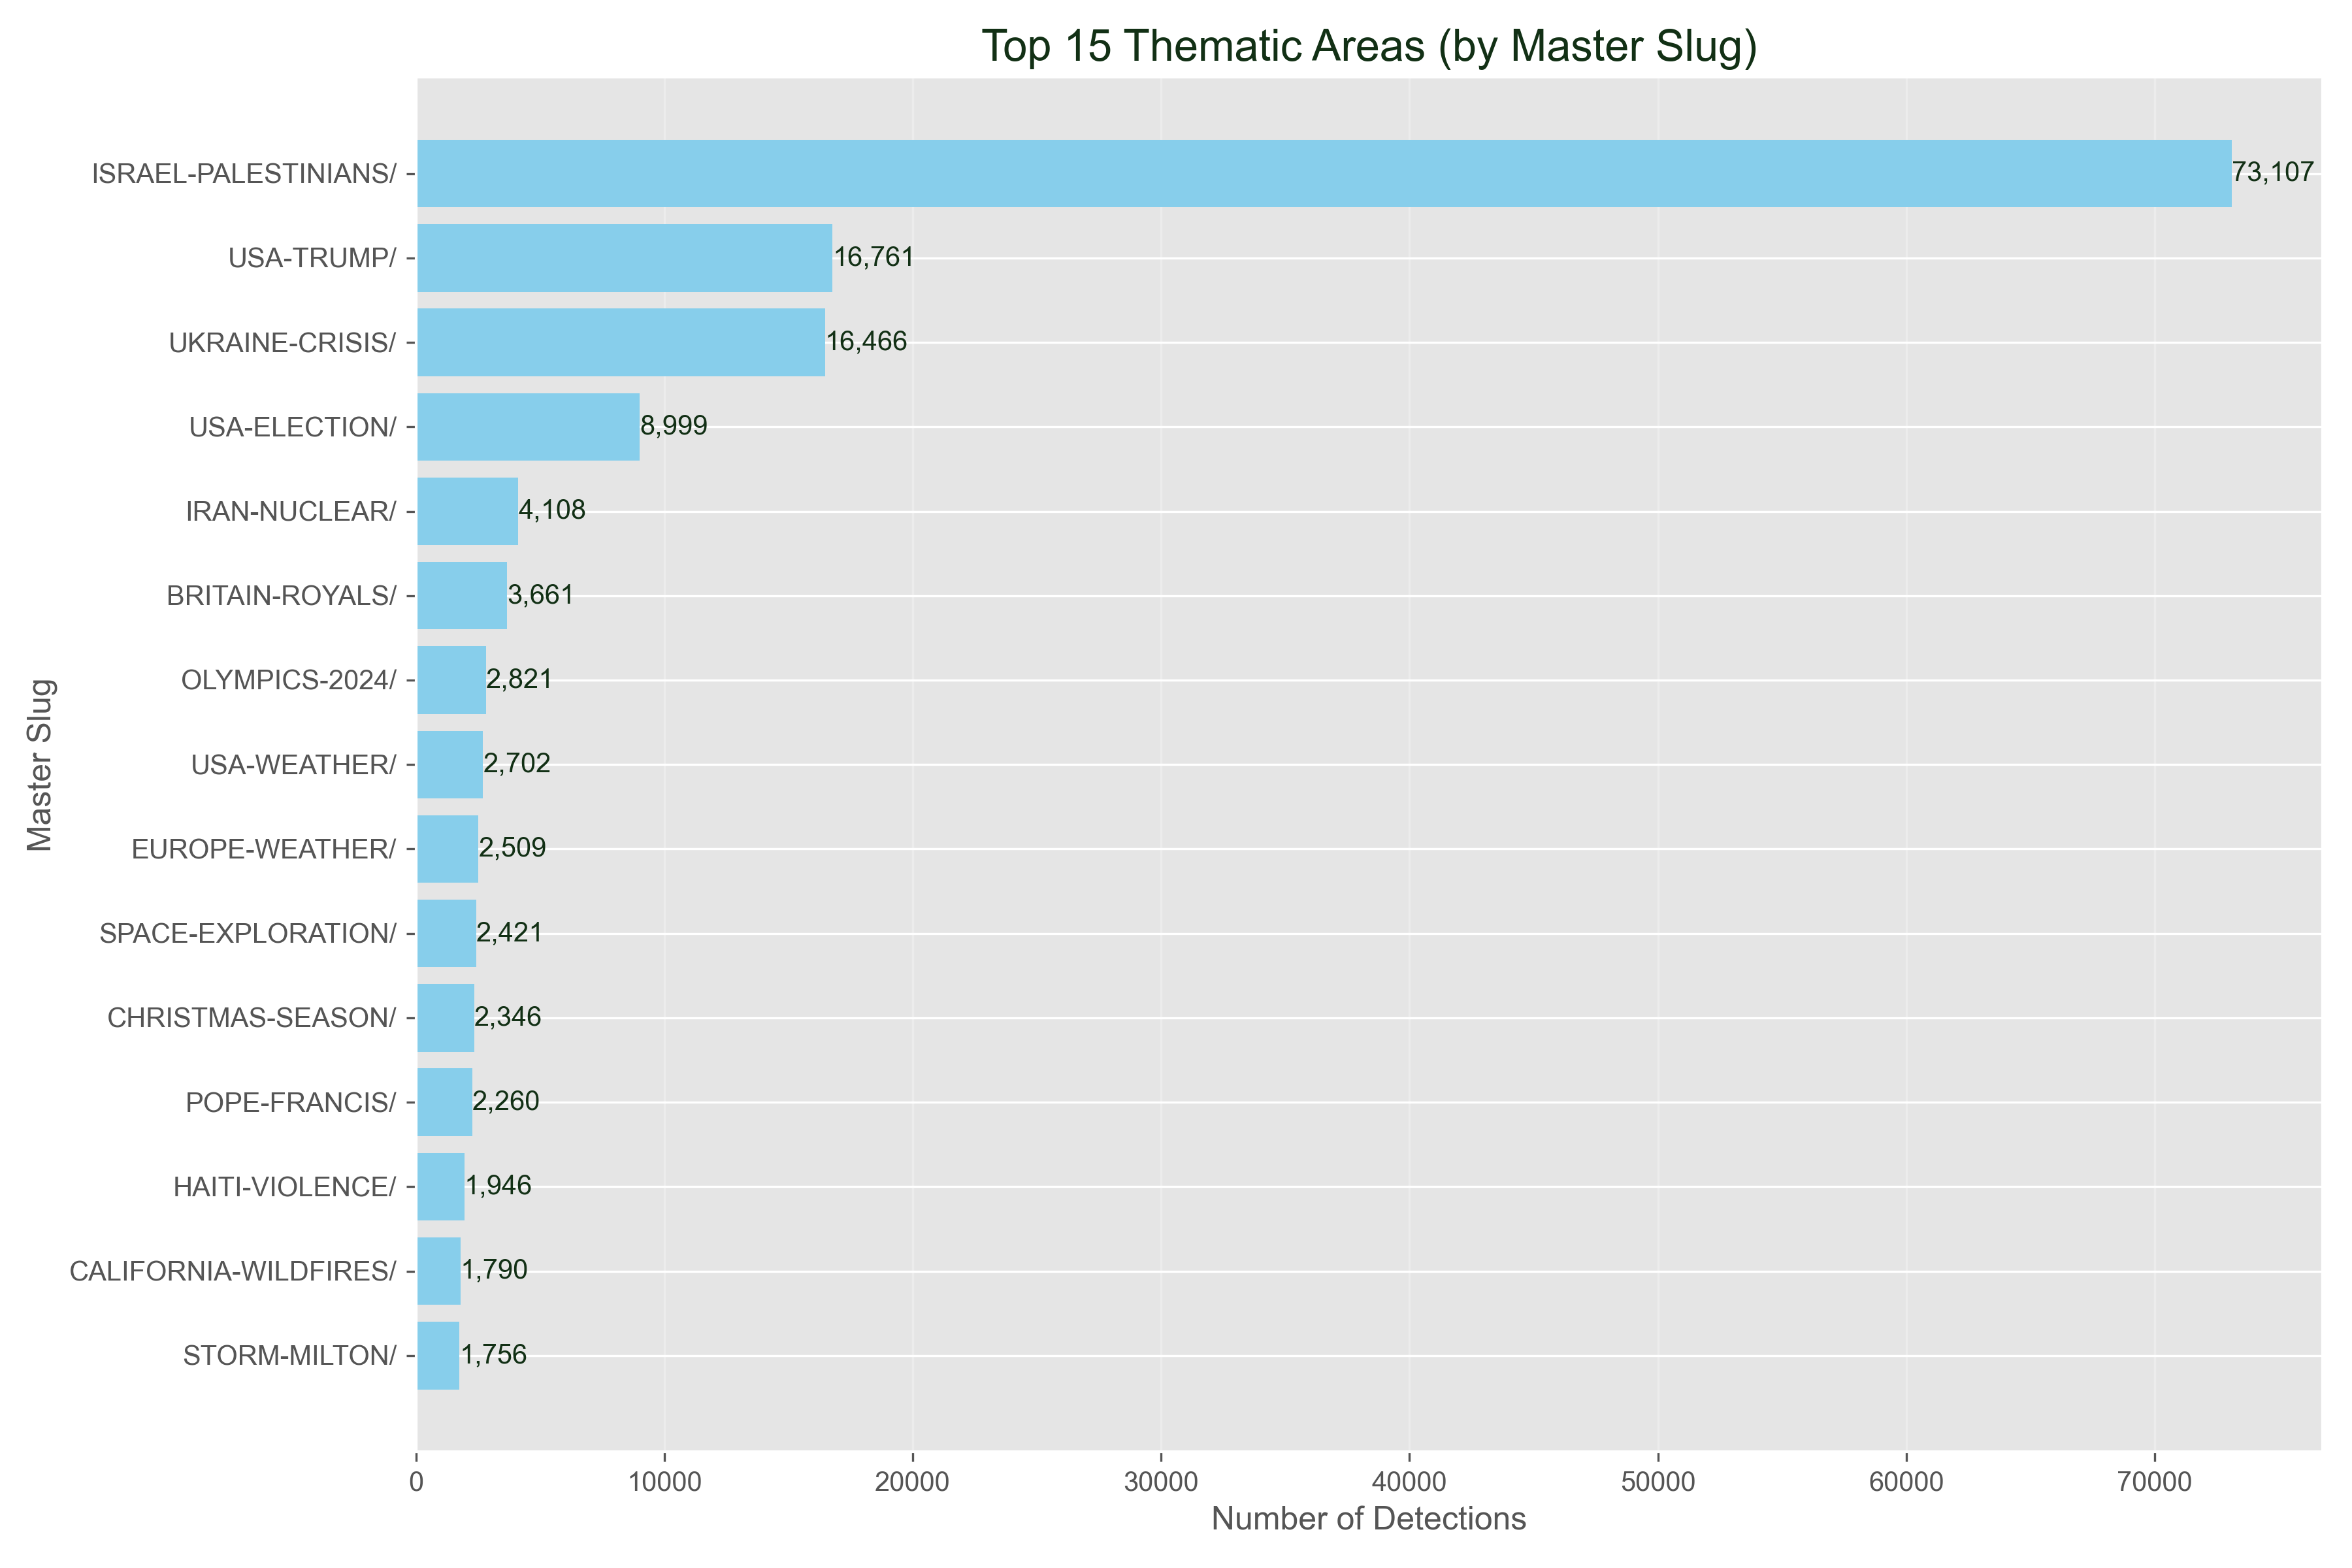 Top 15 Thematic Areas (by Master Slug)
Master Slug
ISRAEL-PALESTINIANS/ 73,107
USA-TRUMP/ 16,761
UKRAINE-CRISIS/ 16,466
USA-ELECTION/ 8,999
IRAN-NUCLEAR/ 4,108
BRITAIN-ROYALS/ 3,661
OLYMPICS-2024/ 2,821
USA-WEATHER/ 2,702
EUROPE-WEATHER/ 2,509
SPACE-EXPLORATION/ 2,421
CHRISTMAS-SEASON/ 2,346
POPE-FRANCIS/ 2,260
HAITI-VIOLENCE/ 1,946
CALIFORNIA-WILDFIRES/ 1,790
STORM-MILTON/ 1,756
0 10000 20000 30000 40000 50000 60000 70000
Number of Detections